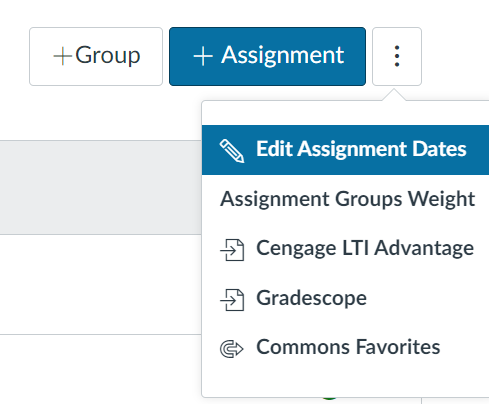 +Group
+ Assignment
Edit Assignment Dates
Assignment Groups Weight
Cengage LTI Advantage
Gradescope
Commons Favorites